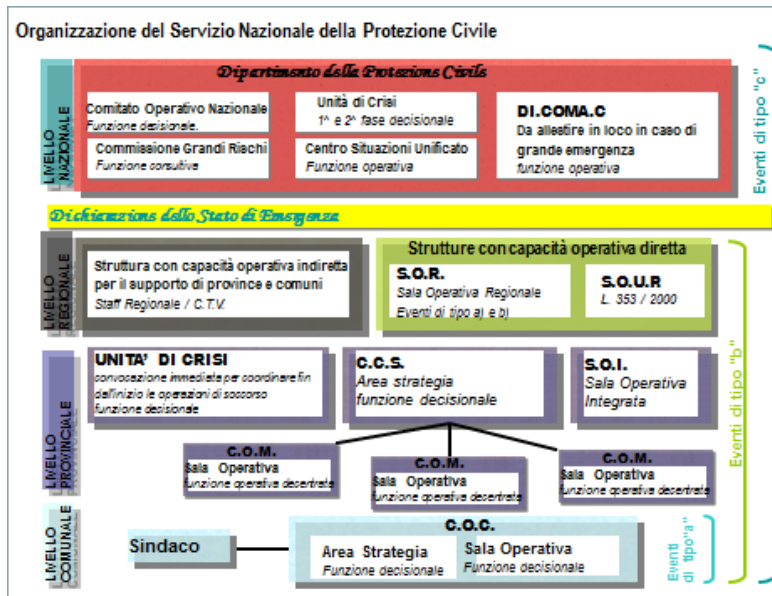 Organizzazione del Servizio Nazionale della Protezione Civile
Dipartimento della Protezione Civile
Comitato Operativo Nazionale
Funzione decisionale.
Unità di Crisi
1^ e 2^ fase decisionale
DI.COMA.C
Da allestire in loco in caso di
grande emergenza
funzione operativa
Commissione Grandi Rischi
Funzione consultiva
Centro Situazioni Unificato
Funzione operativa
LIVELLO
NAZIONALE
Eventi di tipo "c"
Dichiarazione dello Stato di Emergenza
LIVELLO
REGIONALE
Struttura con capacità operativa indiretta
per il supporto di province e comuni
Staff Regionale / C.T.V.
Strutture con capacità operativa diretta
S.O.R.
Sala Operativa Regionale
Eventi di tipo a) e b)
S.O.U.R
L. 353 / 2000
Eventi di tipo "b"
LIVELLO
PROVINCIALE
UNITA' DI CRISI
convocazione immediata per coordinare fin
dall'inizio le operazioni di soccorso
funzione decisionale
C.C.S.
Area strategia
funzione decisionale
S.O.I.
Sala Operativa
Integrata
C.O.M.
Sala Operativa
funzione operativa decentrata
C.O.M.
Sala Operativa
funzione operativa decentrata
C.O.M.
Sala Operativa
funzione operativa decentrata
LIVELLO
COMUNALE
Sindaco
C.O.C.
Area Strategia
Funzione decisionale
Sala Operativa
Funzione decisionale
Eventi
di tipo"a"